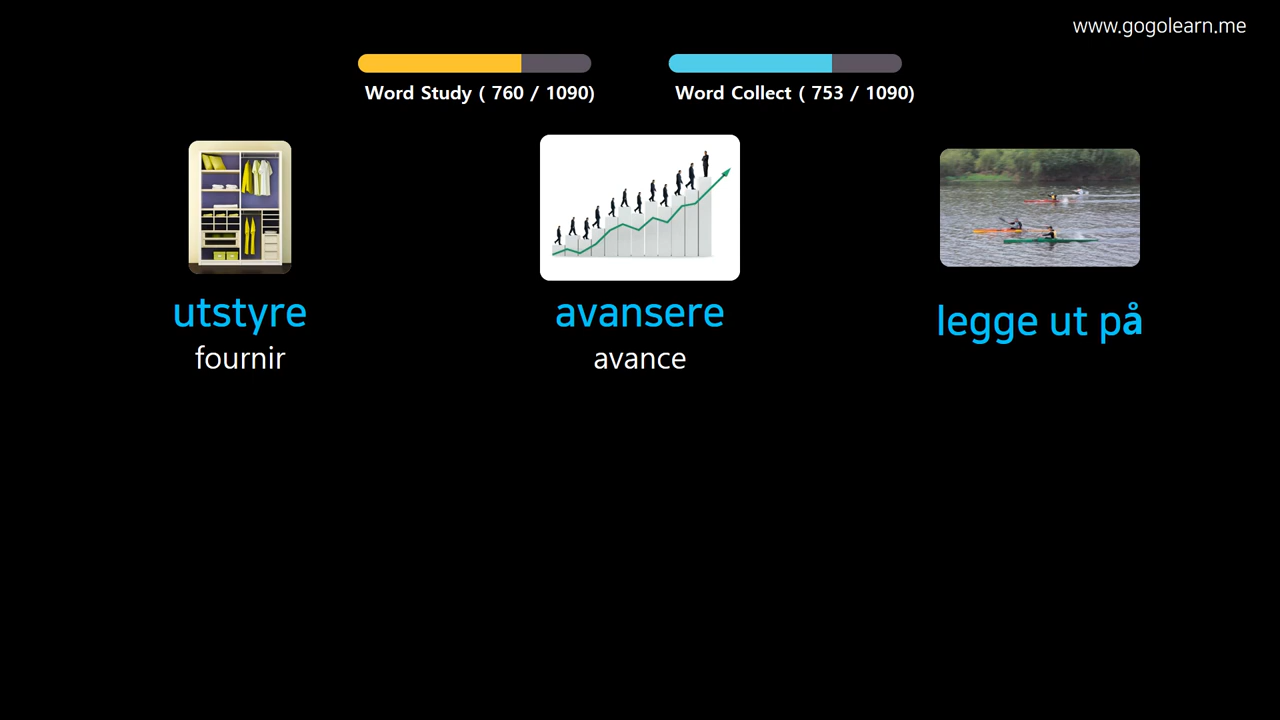 www.gogolearn.me
Word Study ( 760 / 1090)
Word Collect ( 753 / 1090)
utstyre
fournir
avansere
avance
legge ut på